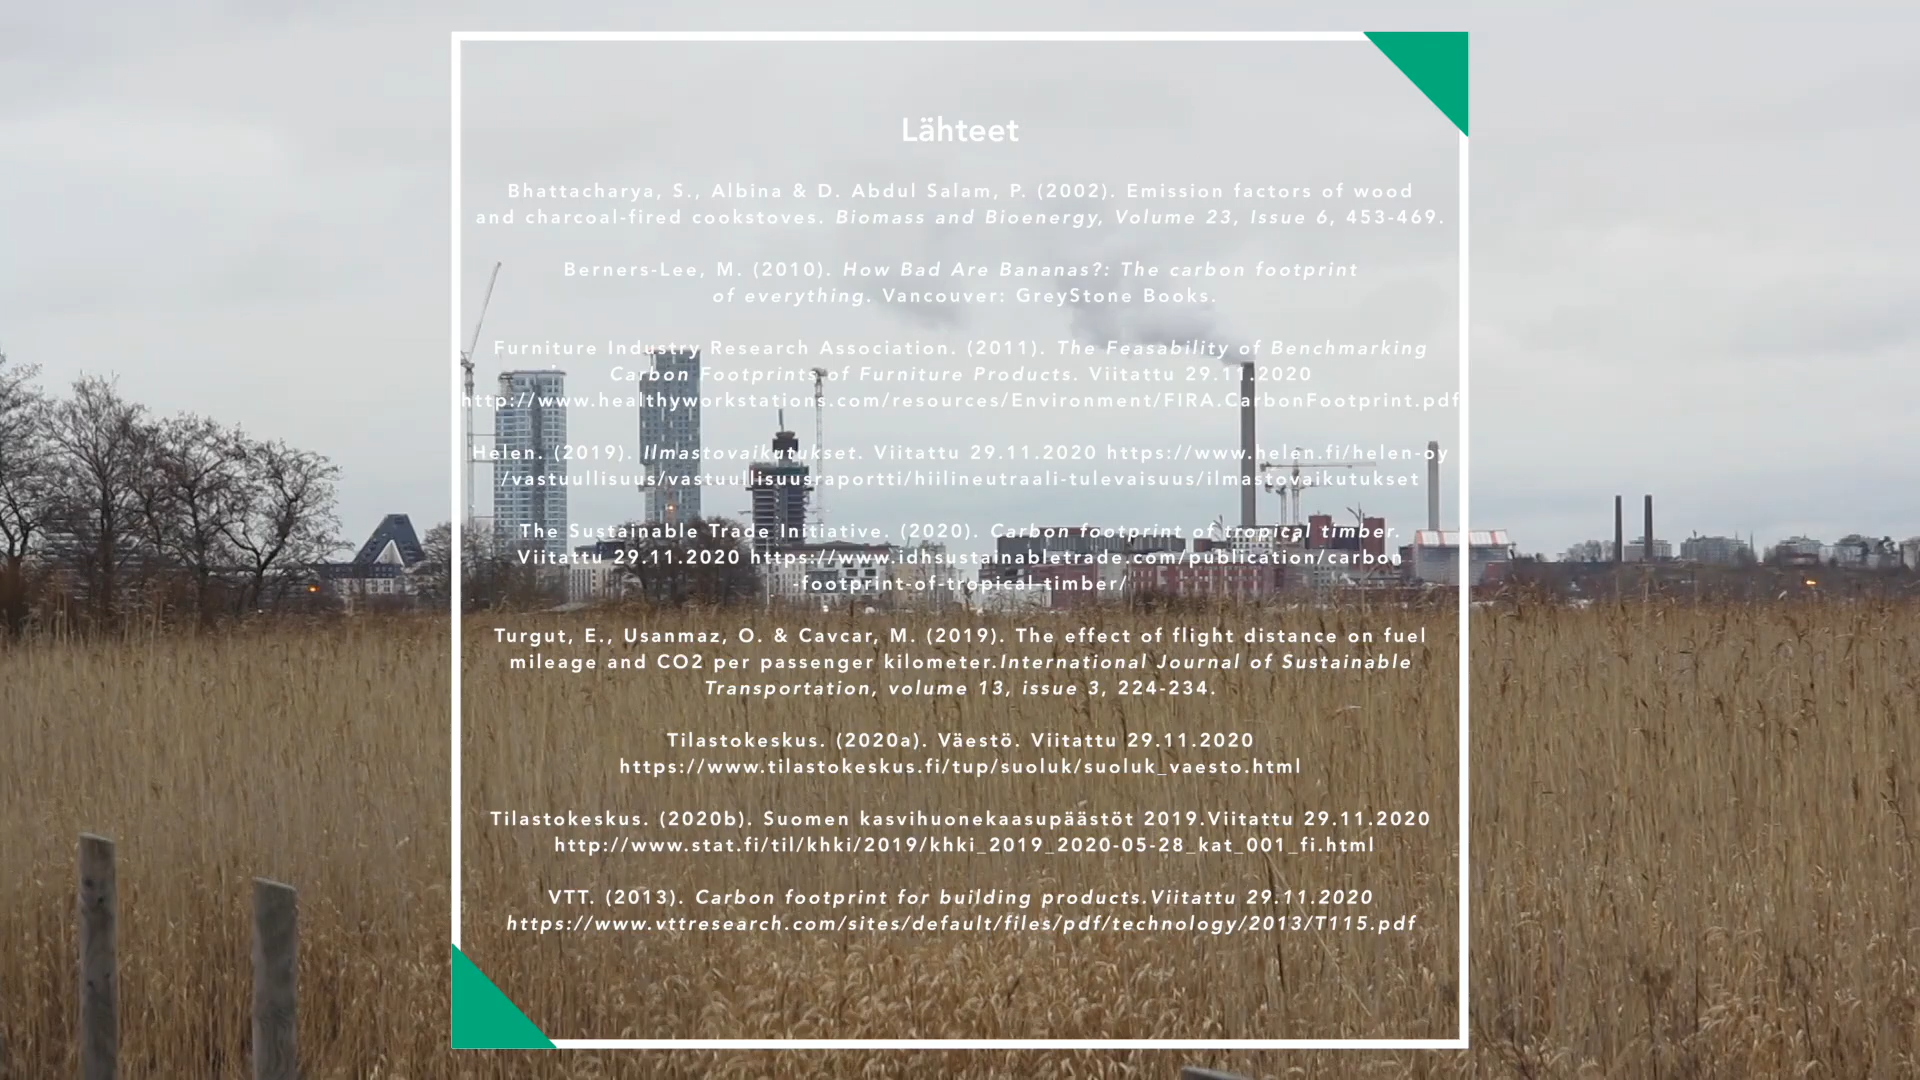 Lähteet
Bhattacharya, S., Albina & D. Abdul Salam, P. (2002). Emission factors of wood
and charcoal-fired cookstoves. Biomass and Bioenergy, Volume 23, Issue 6, 453-469.
Berners-Lee, M. (2010). How Bad Are Bananas?: The carbon footprint
of everything. Vancouver: GreyStone Books.
Furniture Industry Research Association. (2011). The Feasability of Benchmarking
Carbon Footprints of Furniture Products. Viitattu 29.11.2020
http://www.healthyworkstations.com/resources/Environment/FIRA.CarbonFootprint.pdf
Helen. (2019). Ilmastovaikutukset. Viitattu 29.11.2020 https://www.helen.fi/helen-oy
/vastuullisuus/vastuullisuusraportti/hiilineutraali-tulevaisuus/ilmastovaikutukset
The Sustainable Trade Initiative. (2020). Carbon footprint of tropical timber.
Viitattu 29.11.2020 https://www.idhsustainabletrade.com/publication/carbon
-footprint-of-tropical-timber/
Turgut, E., Usanmaz, O. & Cavcar, M. (2019). The effect of flight distance on fuel
mileage and CO2 per passenger kilometer.International Journal of Sustainable
Transportation, volume 13, issue 3, 224-234.
Tilastokeskus. (2020a). Väestö. Viitattu 29.11.2020
https://www.tilastokeskus.fi/tup/suoluk/suoluk_vaesto.html
Tilastokeskus. (2020b). Suomen kasvihuonekaasupäästöt 2019.Viitattu 29.11.2020
http://www.stat.fi/til/khki/2019/khki_2019_2020-05-28_kat_001_fi.html
VTT. (2013). Carbon footprint for building products.Viitattu 29.11.2020
https://www.vttresearch.com/sites/default/files/pdf/technology/2013/T115.pdf